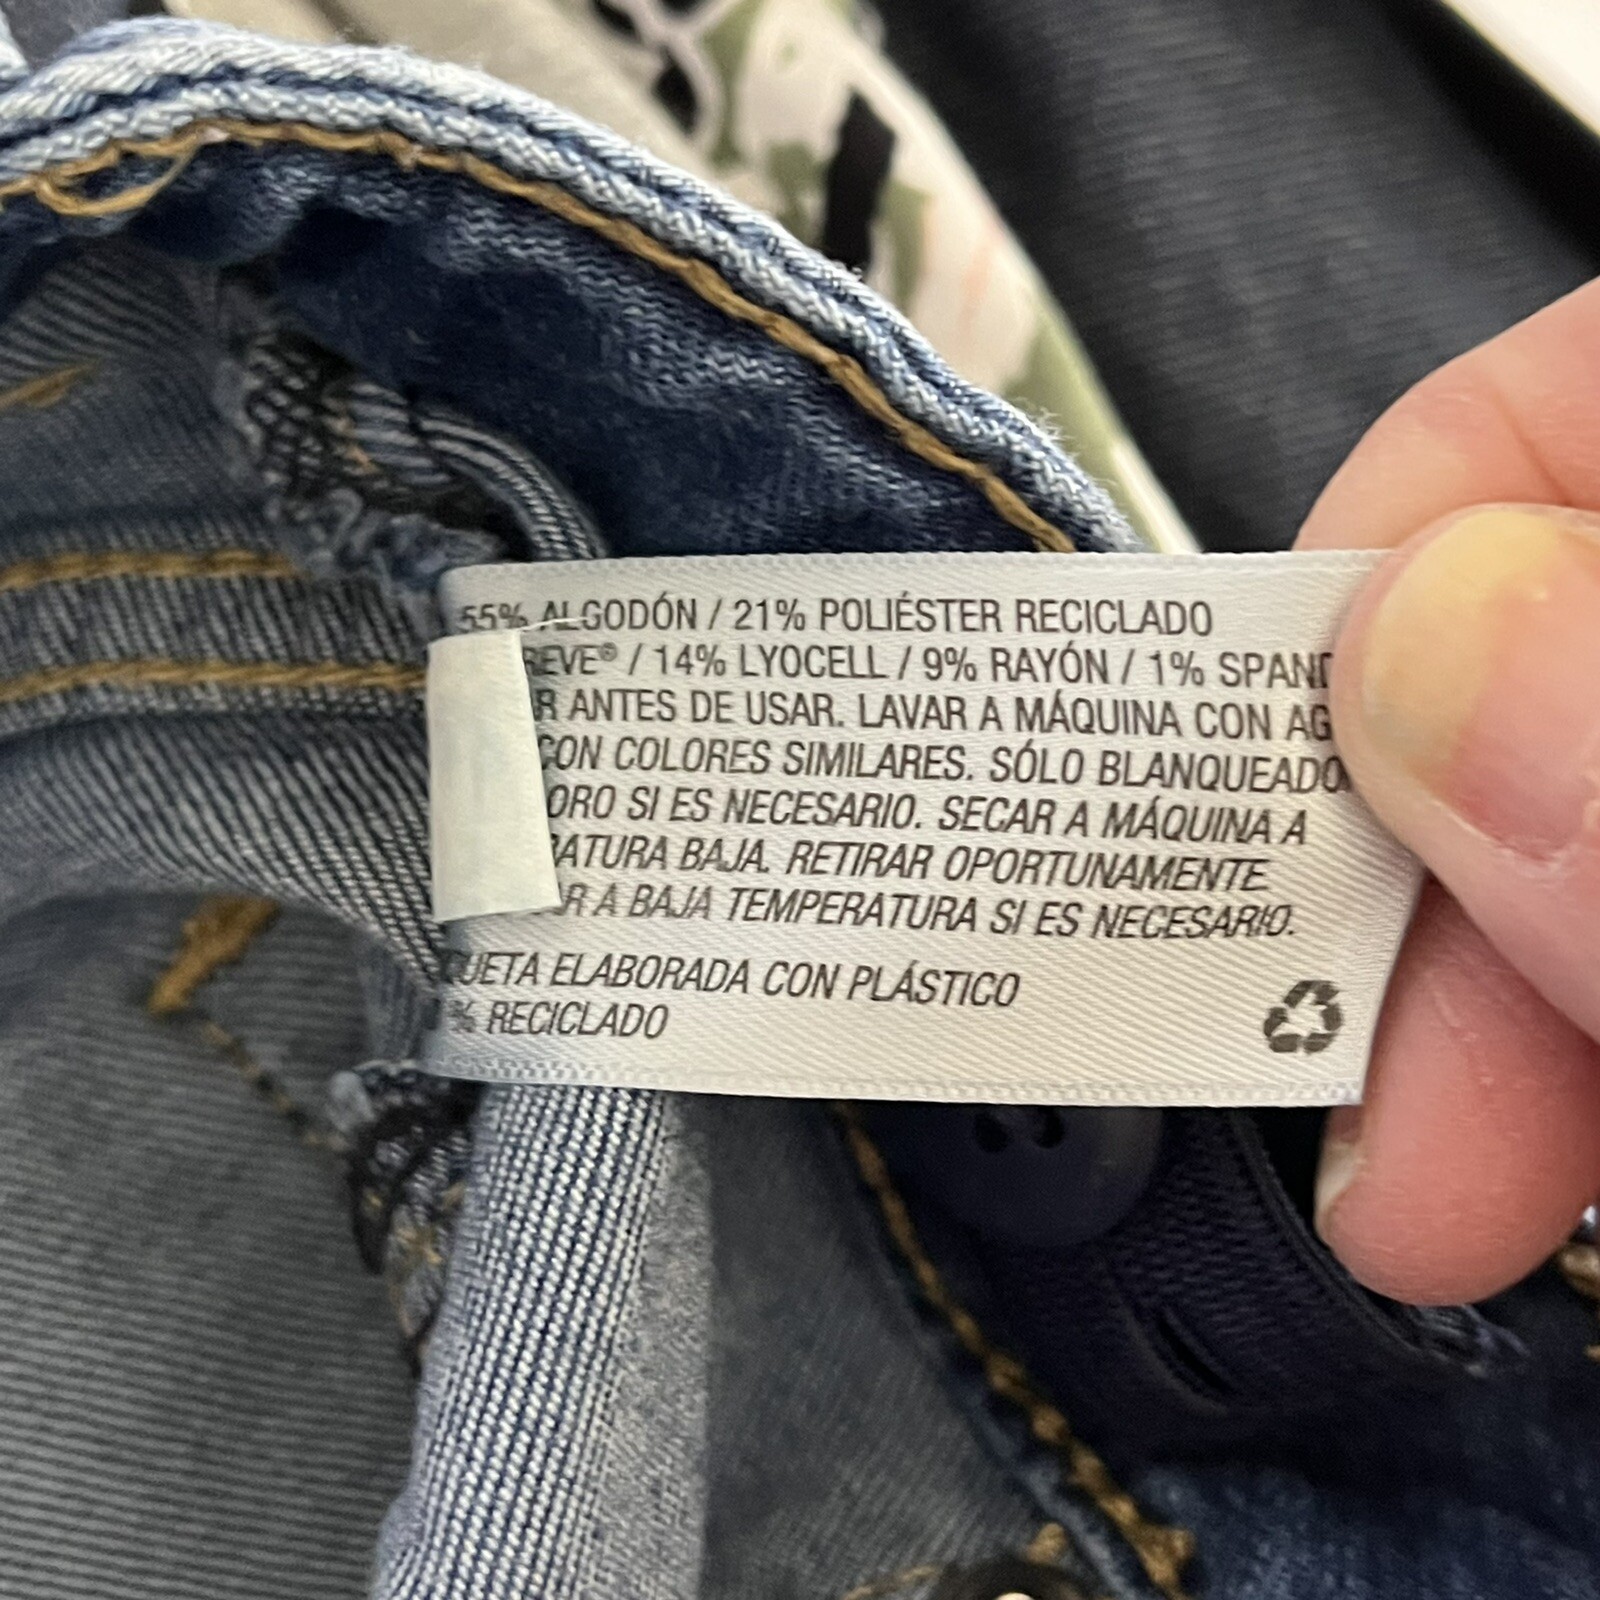 55% ALGODÓN / 21% POLIÉSTER RECICLADO
/ 14% LYOCELL / 9% RAYÓN / 1%
ANTES DE USAR. LAVAR A MÁQUINA CON
CON COLORES SIMILARES. SÓLO
SI ES NECESARIO. SECAR A MÁQUINA A
BAJA. RETIRAR OPORTUNAMENTE
A BAJA TEMPERATURA SI ES NECESARIO.
ELABORADA CON PLÁSTICO
% RECICLADO